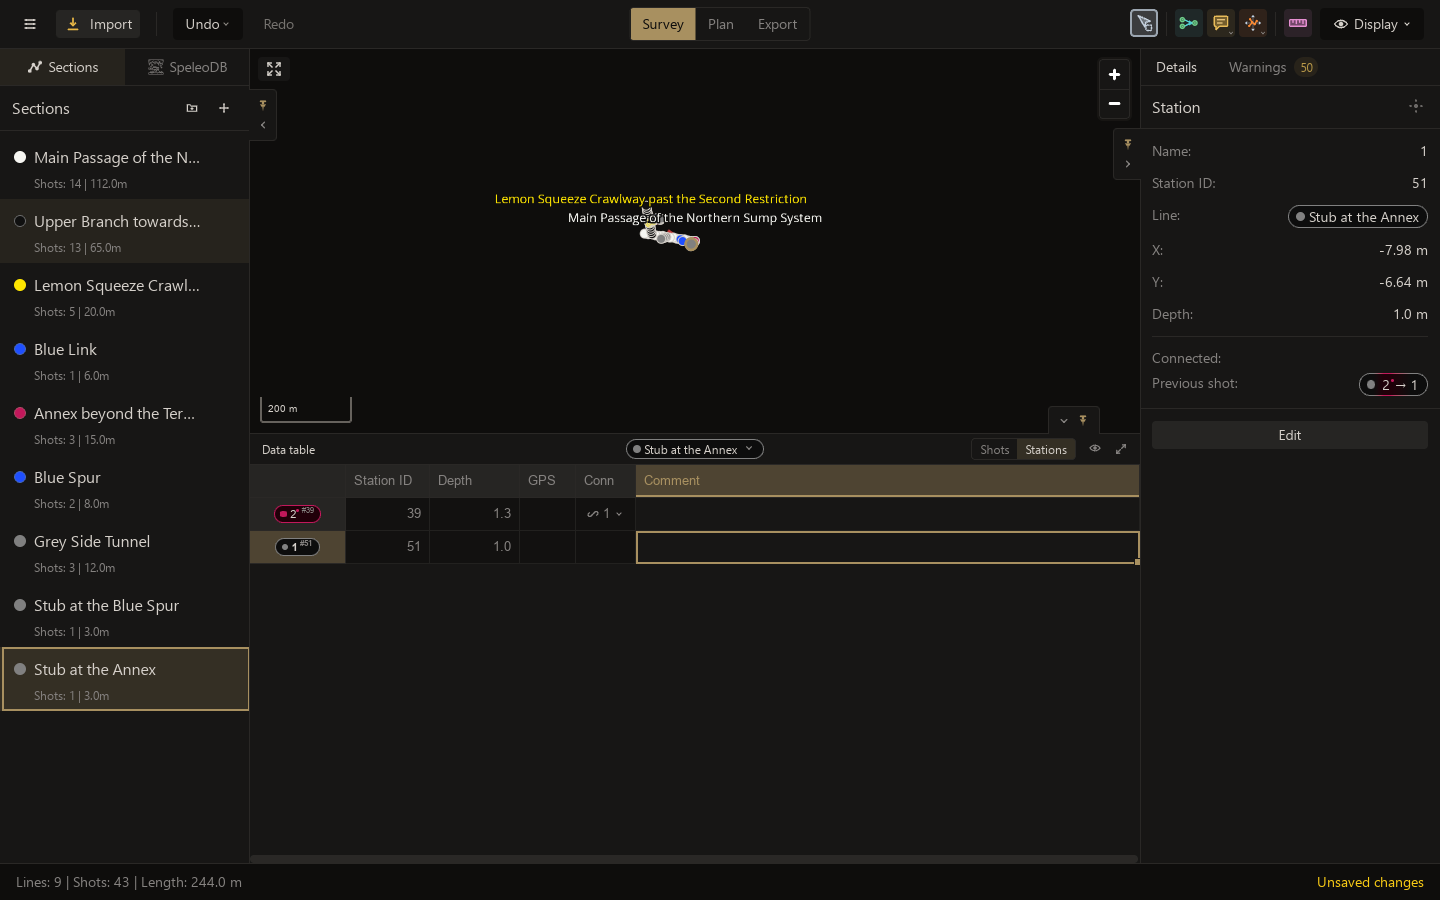 Import
Undo
Redo
Survey
Plan
Export
Display
Sections
SpeleoDB
Sections
Main Passage of the N...
Shots: 14 | 112.0m
Upper Branch towards...
Shots: 13 | 65.0m
Lemon Squeeze Crawl...
Shots: 5 | 20.0m
Blue Link
Shots: 1 | 6.0m
Annex beyond the Ter...
Shots: 3 | 15.0m
Blue Spur
Shots: 2 | 8.0m
Grey Side Tunnel
Shots: 3 | 12.0m
Stub at the Blue Spur
Shots: 1 | 3.0m
Stub at the Annex
Shots: 1 | 3.0m
Lemon Squeeze Crawlway past the Second Restriction
Main Passage of the Northern Sump System
200 m
Data table
Stub at the Annex
Shots
Stations
Station ID Depth GPS Conn Comment
2* #39 39 1.3 1
1 #51 51 1.0
Details
Warnings 50
Station
Name: 1
Station ID: 51
Line: Stub at the Annex
X: -7.98 m
Y: -6.64 m
Depth: 1.0 m
Connected:
Previous shot: 2*→ 1
Edit
Lines: 9 | Shots: 43 | Length: 244.0 m
Unsaved changes